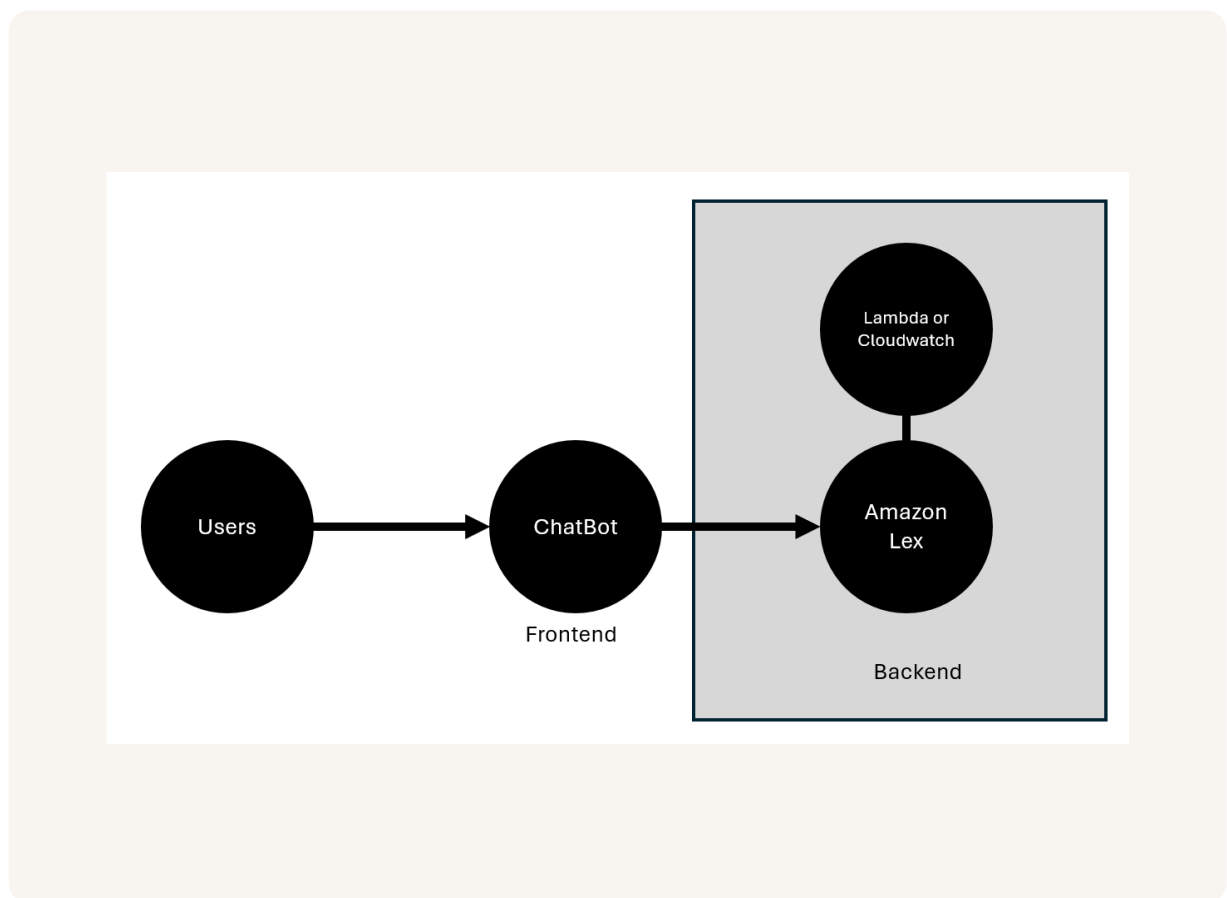 Lambda or
Cloudwatch
Users
ChatBot
Amazon
Lex
Frontend
Backend